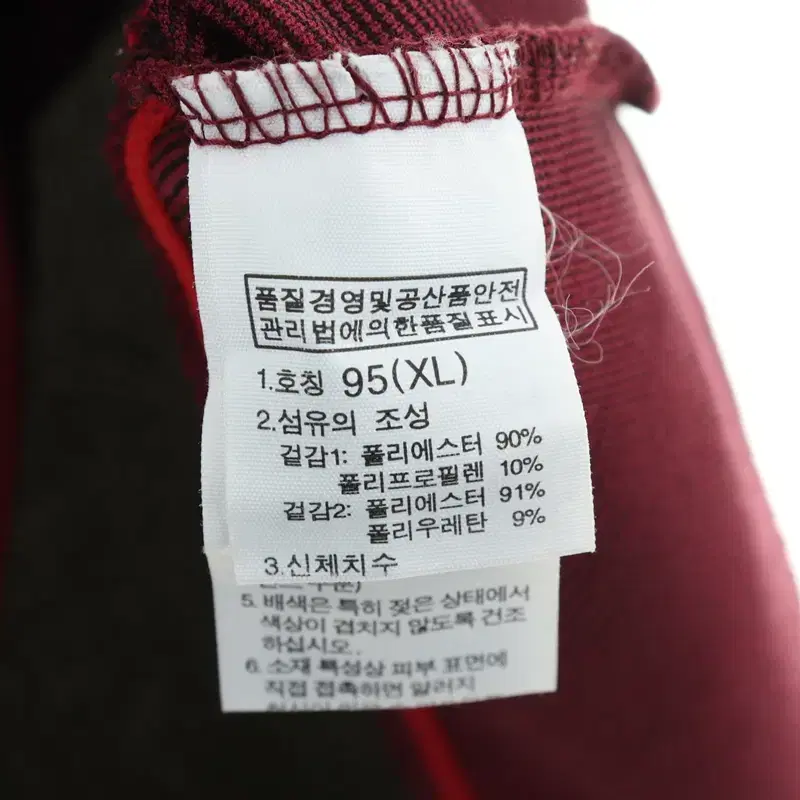 품질경영및공산품안전
관리법에의한품질표시
1.호칭 95(XL)
2.섬유의 조성
겉감1: 폴리에스터 90%
폴리프로필렌 10%
겉감2: 폴리에스터 91%
폴리우레탄 9%
3.신체치수
5. 배색은 특히 젖은 상태에서
색상이 겹치지 않도록 건조
하십시오.
6. 소재 특성상 피부 표면에
직접 접촉하면 알러지